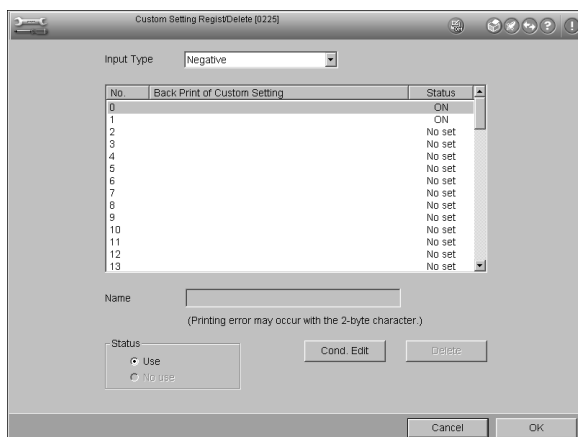 Custom Setting Regist/Delete [0225]
Input Type Negative
No. Back Print of Custom Setting Status
0 ON
1 ON
2 No set
3 No set
4 No set
5 No set
6 No set
7 No set
8 No set
9 No set
10 No set
11 No set
12 No set
13 No set
Name
(Printing error may occur with the 2-byte character.)
Status
Use
No use
Cond. Edit Delete
Cancel OK